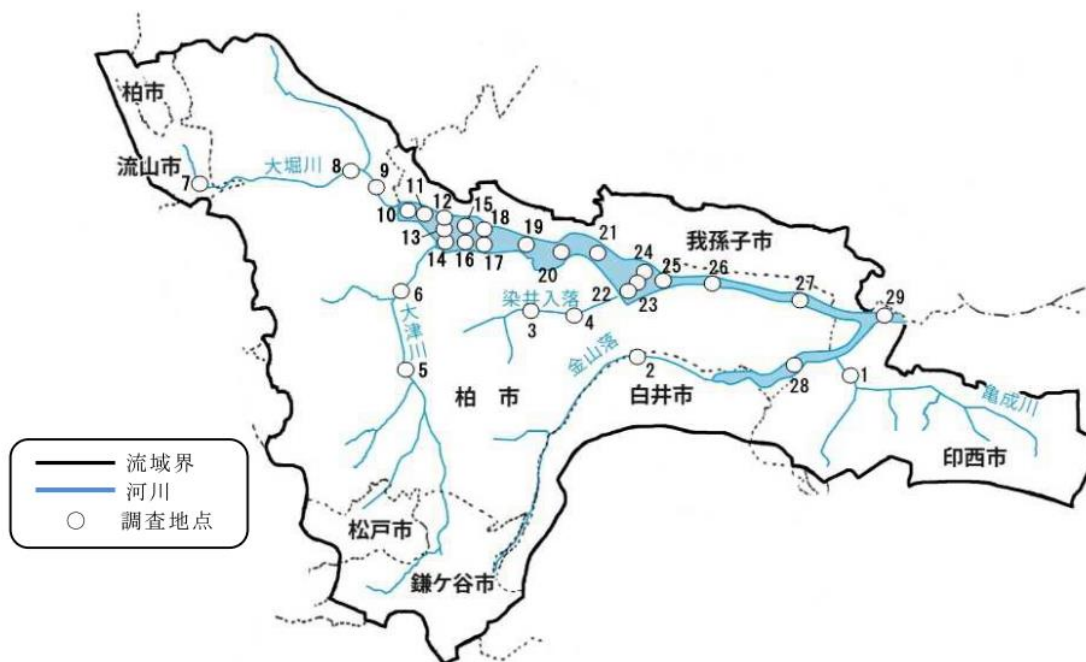 柏市
流山市
7
大堀川
8
9
10
11
12
13
14
15
16
17
18
19
20
21
我孫子市
22
23
24
25
26
27
29
28
6
大津川
5
染井入落
3
4
金山落
2
柏 市
白井市
1
亀成川
印西市
松戸市
鎌ケ谷市
流域界
河川
調査地点